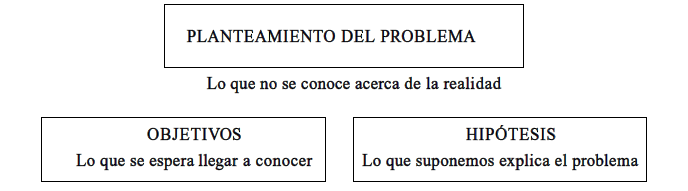 PLANTEAMIENTO DEL PROBLEMA
Lo que no se conoce acerca de la realidad
OBJETIVOS
Lo que se espera llegar a conocer
HIPÓTESIS
Lo que suponemos explica el problema